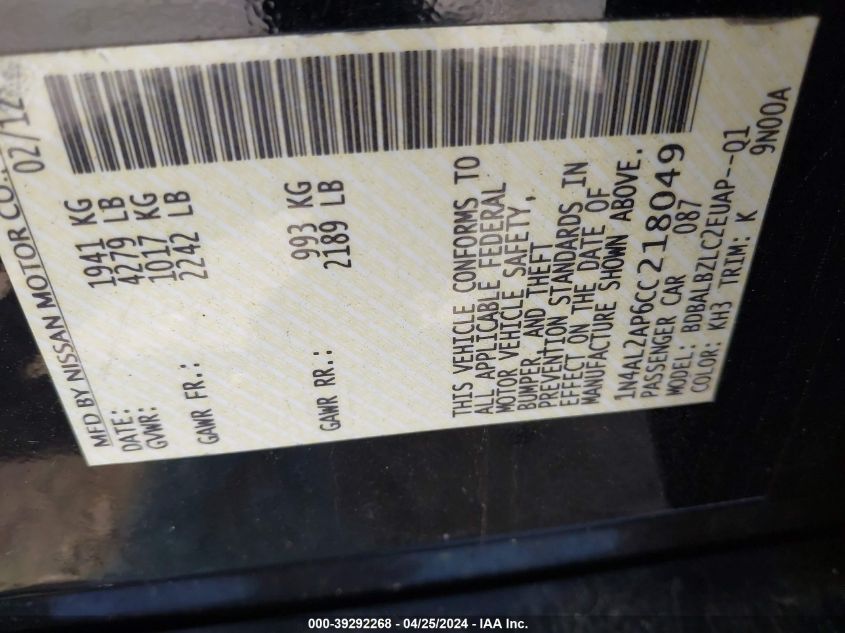 MFD BY NISSAN MOTOR CO.,
DATE: 02/12
GVWR: 1941 KG
4279 LB
GAWR FR.: 1017 KG
2242 LB
GAWR RR.: 993 KG
2189 LB
THIS VEHICLE CONFORMS TO
ALL APPLICABLE FEDERAL
MOTOR VEHICLE SAFETY,
BUMPER, AND THEFT
PREVENTION STANDARDS IN
EFFECT ON THE DATE OF
MANUFACTURE SHOWN ABOVE.
1N4AL2AP6CC218049
PASSENGER CAR 087
MODEL: BDBALBZLC2EUAP--Q1
COLOR: KH3 TRIM: K 9N00A
000-39292268 - 04/25/2024 - IAA Inc.